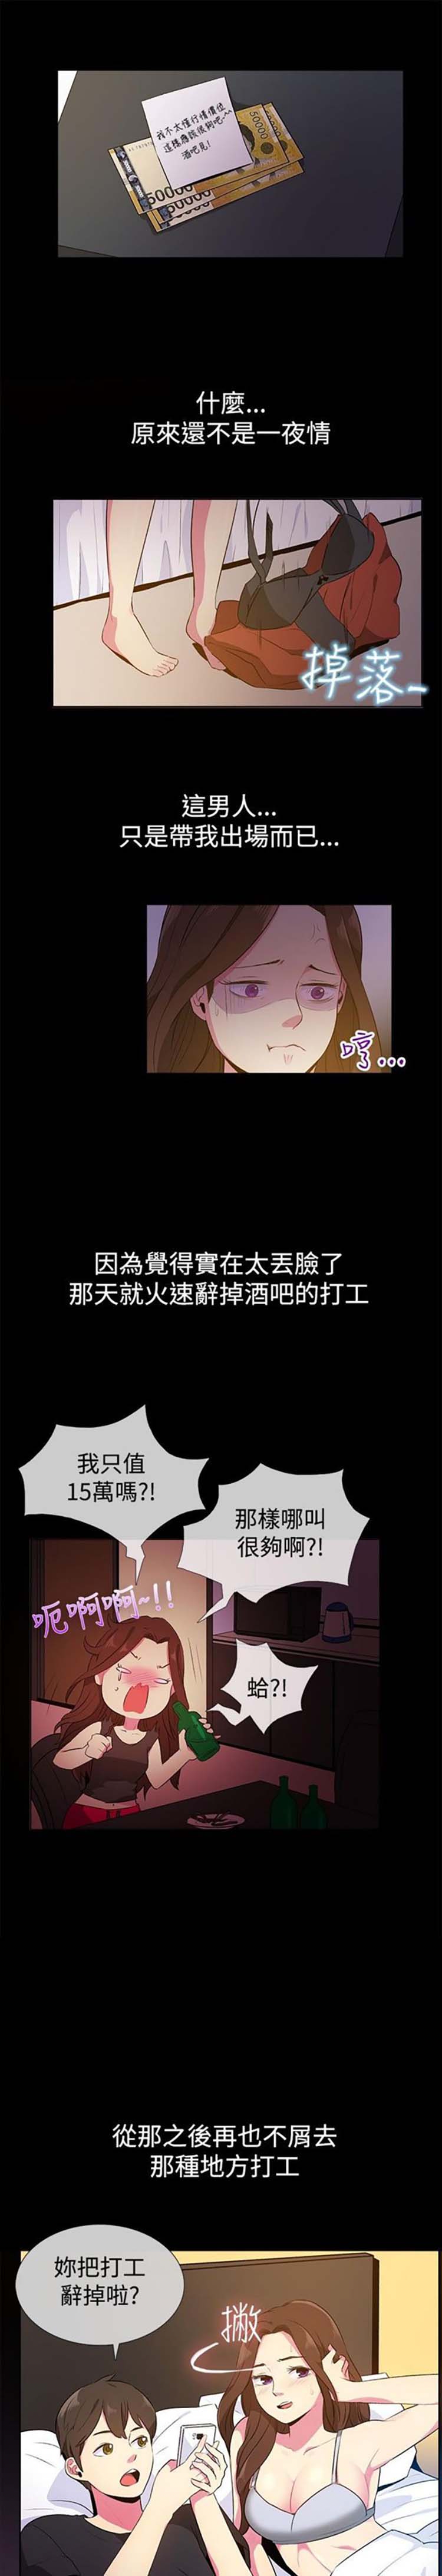 我不太懂行情價位
這樣應該很夠吧^^
酒吧見!
50000
50000
50000
什麼...
原來還不是一夜情
掉落~
這男人...
只是帶我出場而已...
哼...
因為覺得實在太丟臉了
那天就火速辭掉酒吧的打工
我只值
15萬嗎?!
那樣哪叫
很夠啊?!
呃啊啊~!!
蛤?!
從那之後再也不屑去
那種地方打工
妳把打工
辭掉啦?
撇